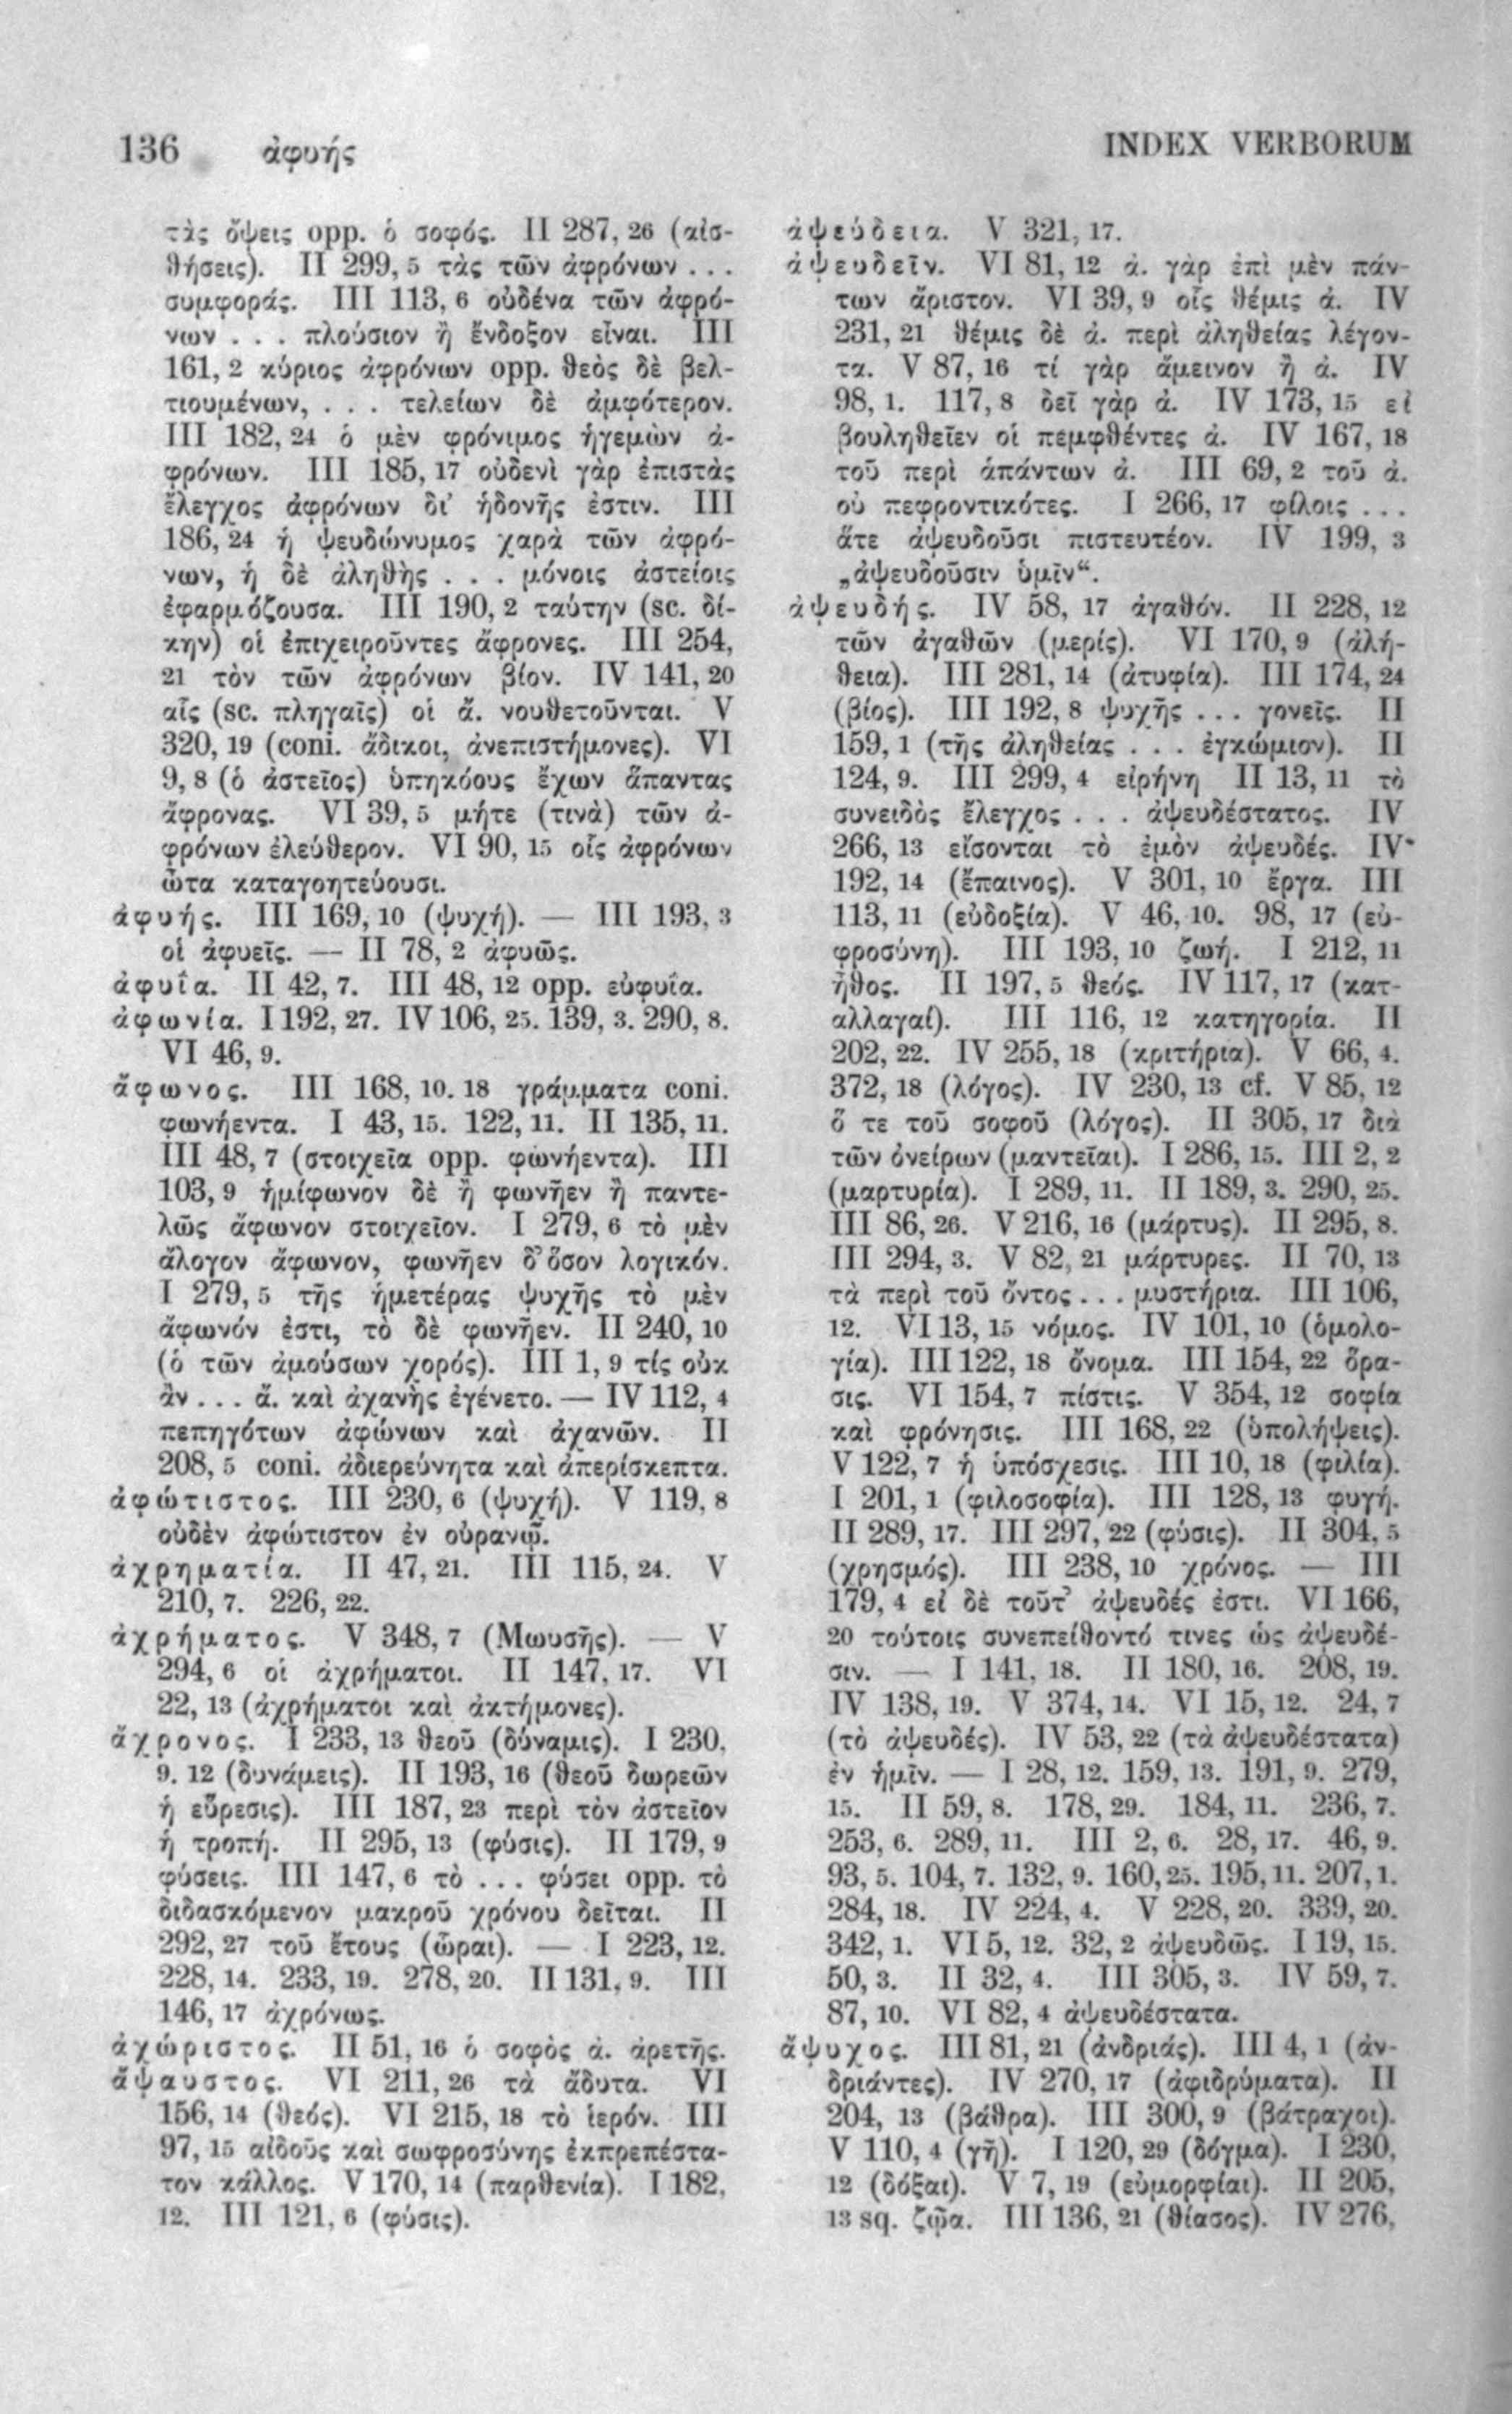 136 ἀφυής INDEX VERBORUM
τὰς ὄψεις opp. ὁ σοφός. II 287, 26 (αἰσ-
θήσεις). II 299, 5 τὰς τῶν ἀφρόνων ...
συμφοράς. III 113, 6 οὐδένα τῶν ἀφρό-
νων ... πλούσιον ἢ ἔνδοξον εἶναι. III
161, 2 κύριος ἀφρόνων opp. θεὸς δὲ βελ-
τιουμένων, ... τελείων δὲ ἀμφότερον.
III 182, 24 ὁ μὲν φρόνιμος ἡγεμὼν ἀ-
φρόνων. III 185, 17 οὐδενὶ γὰρ ἐπιστὰς
ἔλεγχος ἀφρόνων δι’ ἡδονῆς ἐστιν. III
186, 24 ἡ ψευδώνυμος χαρὰ τῶν ἀφρό-
νων, ἡ δὲ ἀληθὴς ... μόνοις ἀστείοις
ἐφαρμόζουσα. III 190, 2 ταύτην (sc. δί-
κην) οἱ ἐπιχειροῦντες ἄφρονες. III 254,
21 τὸν τῶν ἀφρόνων βίον. IV 141, 20
αἷς (sc. πληγαῖς) οἱ ἄ. νουθετοῦνται. V
320, 19 (coni. ἄδικοι, ἀνεπιστήμονες). VI
9, 8 (ὁ ἀστεῖος) ὑπηκόους ἔχων ἅπαντας
ἄφρονας. VI 39, 5 μήτε (τινὰ) τῶν ἀ-
φρόνων ἐλεύθερον. VI 90, 15 οἷς ἀφρόνων
ὦτα καταγοητεύουσι.
ἀφυής. III 169, 10 (ψυχή). — III 193, 3
οἱ ἀφυεῖς. — II 78, 2 ἀφυῶς.
ἀφυΐα. II 42, 7. III 48, 12 opp. εὐφυΐα.
ἀφωνία. I 192, 27. IV 106, 25. 139, 3. 290, 8.
VI 46, 9.
ἄφωνος. III 168, 10. 18 γράμματα coni.
φωνήεντα. I 43, 15. 122, 11. II 135, 11.
III 48, 7 (στοιχεῖα opp. φωνήεντα). III
103, 9 ἡμίφωνον δὲ ἢ φωνῆεν ἢ παντε-
λῶς ἄφωνον στοιχεῖον. I 279, 6 τὸ μὲν
ἄλογον ἄφωνον, φωνῆεν δ’ ὅσον λογικόν.
I 279, 5 τῆς ἡμετέρας ψυχῆς τὸ μὲν
ἄφωνόν ἐστι, τὸ δὲ φωνῆεν. II 240, 10
(ὁ τῶν ἀμούσων χορός). III 1, 9 τίς οὐκ
ἂν ... ἄ. καὶ ἀχανὴς ἐγένετο. — IV 112, 4
πεπηγότων ἀφώνων καὶ ἀχανῶν. II
208, 5 coni. ἀδιερεύνητα καὶ ἀπερίσκεπτα.
ἀφώτιστος. III 230, 6 (ψυχή). V 119, 8
οὐδὲν ἀφώτιστον ἐν οὐρανῷ.
ἀχρηματία. II 47, 21. III 115, 24. V
210, 7. 226, 22.
ἀχρήματος. V 348, 7 (Μωυσῆς). — V
294, 6 οἱ ἀχρήματοι. II 147, 17. VI
22, 13 (ἀχρήματοι καὶ ἀκτήμονες).
ἄχρονος. I 233, 13 θεοῦ (δύναμις). I 230,
9. 12 (δυνάμεις). II 193, 16 (θεοῦ δωρεῶν
ἡ εὕρεσις). III 187, 23 περὶ τὸν ἀστεῖον
ἡ τροπή. II 295, 13 (φύσις). II 179, 9
φύσεις. III 147, 6 τὸ ... φύσει opp. τὸ
διδασκόμενον μακροῦ χρόνου δεῖται. II
292, 27 τοῦ ἔτους (ὧραι). — I 223, 12.
228, 14. 233, 19. 278, 20. II 131, 9. III
146, 17 ἀχρόνως.
ἀχώριστος. II 51, 16 ὁ σοφὸς ἀ. ἀρετῆς.
ἄψαυστος. VI 211, 26 τὰ ἄδυτα. VI
156, 14 (θεός). VI 215, 18 τὸ ἱερόν. III
97, 15 αἰδοῦς καὶ σωφροσύνης ἐκπρεπέστα-
τον κάλλος. V 170, 14 (παρθενία). I 182,
12. III 121, 6 (φύσις).
ἀψεύδεια. V 321, 17.
ἀψευδεῖν. VI 81, 12 ἀ. γὰρ ἐπὶ μὲν πάν-
των ἄριστον. VI 39, 9 οἷς θέμις ἀ. IV
231, 21 θέμις δὲ ἀ. περὶ ἀληθείας λέγον-
τα. V 87, 16 τί γὰρ ἄμεινον ἢ ἀ. IV
98, 1. 117, 8 δεῖ γὰρ ἀ. IV 173, 15 εἰ
βουληθεῖεν οἱ πεμφθέντες ἀ. IV 167, 18
τοῦ περὶ ἁπάντων ἀ. III 69, 2 τοῦ ἀ.
οὐ πεφροντικότες. I 266, 17 φίλοις ...
ἅτε ἀψευδοῦσι πιστευτέον. IV 199, 3
„ἀψευδοῦσιν ὑμῖν“.
ἀψευδής. IV 58, 17 ἀγαθόν. II 228, 12
τῶν ἀγαθῶν (μερίς). VI 170, 9 (ἀλή-
θεια). III 281, 14 (ἀτυφία). III 174, 24
(βίος). III 192, 8 ψυχῆς ... γονεῖς. II
159, 1 (τῆς ἀληθείας ... ἐγκώμιον). II
124, 9. III 299, 4 εἰρήνη II 13, 11 τὸ
συνειδὸς ἔλεγχος ... ἀψευδέστατος. IV
266, 13 εἴσονται τὸ ἐμὸν ἀψευδές. IV
192, 14 (ἔπαινος). V 301, 10 ἔργα. III
113, 11 (εὐδοξία). V 46, 10. 98, 17 (εὐ-
φροσύνη). III 193, 10 ζωή. I 212, 11
ἦθος. II 197, 5 θεός. IV 117, 17 (κατ-
αλλαγαί). III 116, 12 κατηγορία. II
202, 22. IV 255, 18 (κριτήρια). V 66, 4.
372, 18 (λόγος). IV 230, 13 cf. V 85, 12
ὅ τε τοῦ σοφοῦ (λόγος). II 305, 17 διὰ
τῶν ὀνείρων (μαντεῖαι). I 286, 15. III 2, 2
(μαρτυρία). I 289, 11. II 189, 3. 290, 25.
III 86, 26. V 216, 16 (μάρτυς). II 295, 8.
III 294, 3. V 82, 21 μάρτυρες. II 70, 13
τὰ περὶ τοῦ ὄντος ... μυστήρια. III 106,
12. VI 13, 15 νόμος. IV 101, 10 (ὁμολο-
γία). III 122, 18 ὄνομα. III 154, 22 ὅρα-
σις. VI 154, 7 πίστις. V 354, 12 σοφία
καὶ φρόνησις. III 168, 22 (ὑπολήψεις).
V 122, 7 ἡ ὑπόσχεσις. III 10, 18 (φιλία).
I 201, 1 (φιλοσοφία). III 128, 13 φυγή.
II 289, 17. III 297, 22 (φύσις). II 304, 5
(χρησμός). III 238, 10 χρόνος. — III
179, 4 εἰ δὲ τοῦτ’ ἀψευδές ἐστι. VI 166,
20 τούτοις συνεπείθοντό τινες ὡς ἀψευδέ-
σιν. — I 141, 18. II 180, 16. 208, 19.
IV 138, 19. V 374, 14. VI 15, 12. 24, 7
(τὸ ἀψευδές). IV 53, 22 (τὰ ἀψευδέστατα)
ἐν ἡμῖν. — I 28, 12. 159, 13. 191, 9. 279,
15. II 59, 8. 178, 29. 184, 11. 236, 7.
253, 6. 289, 11. III 2, 6. 28, 17. 46, 9.
93, 5. 104, 7. 132, 9. 160, 25. 195, 11. 207, 1.
284, 18. IV 224, 4. V 228, 20. 339, 20.
342, 1. VI 5, 12. 32, 2 ἀψευδῶς. I 19, 15.
50, 3. II 32, 4. III 305, 3. IV 59, 7.
87, 10. VI 82, 4 ἀψευδέστατα.
ἄψυχος. III 81, 21 (ἀνδριάς). III 4, 1 (ἀν-
δριάντες). IV 270, 17 (ἀφιδρύματα). II
204, 13 (βάθρα). III 300, 9 (βάτραχοι).
V 110, 4 (γῆ). I 120, 29 (δόγμα). I 230,
12 (δόξαι). V 7, 19 (εὐμορφίαι). II 205,
13 sq. ζῷα. III 136, 21 (θίασος). IV 276,